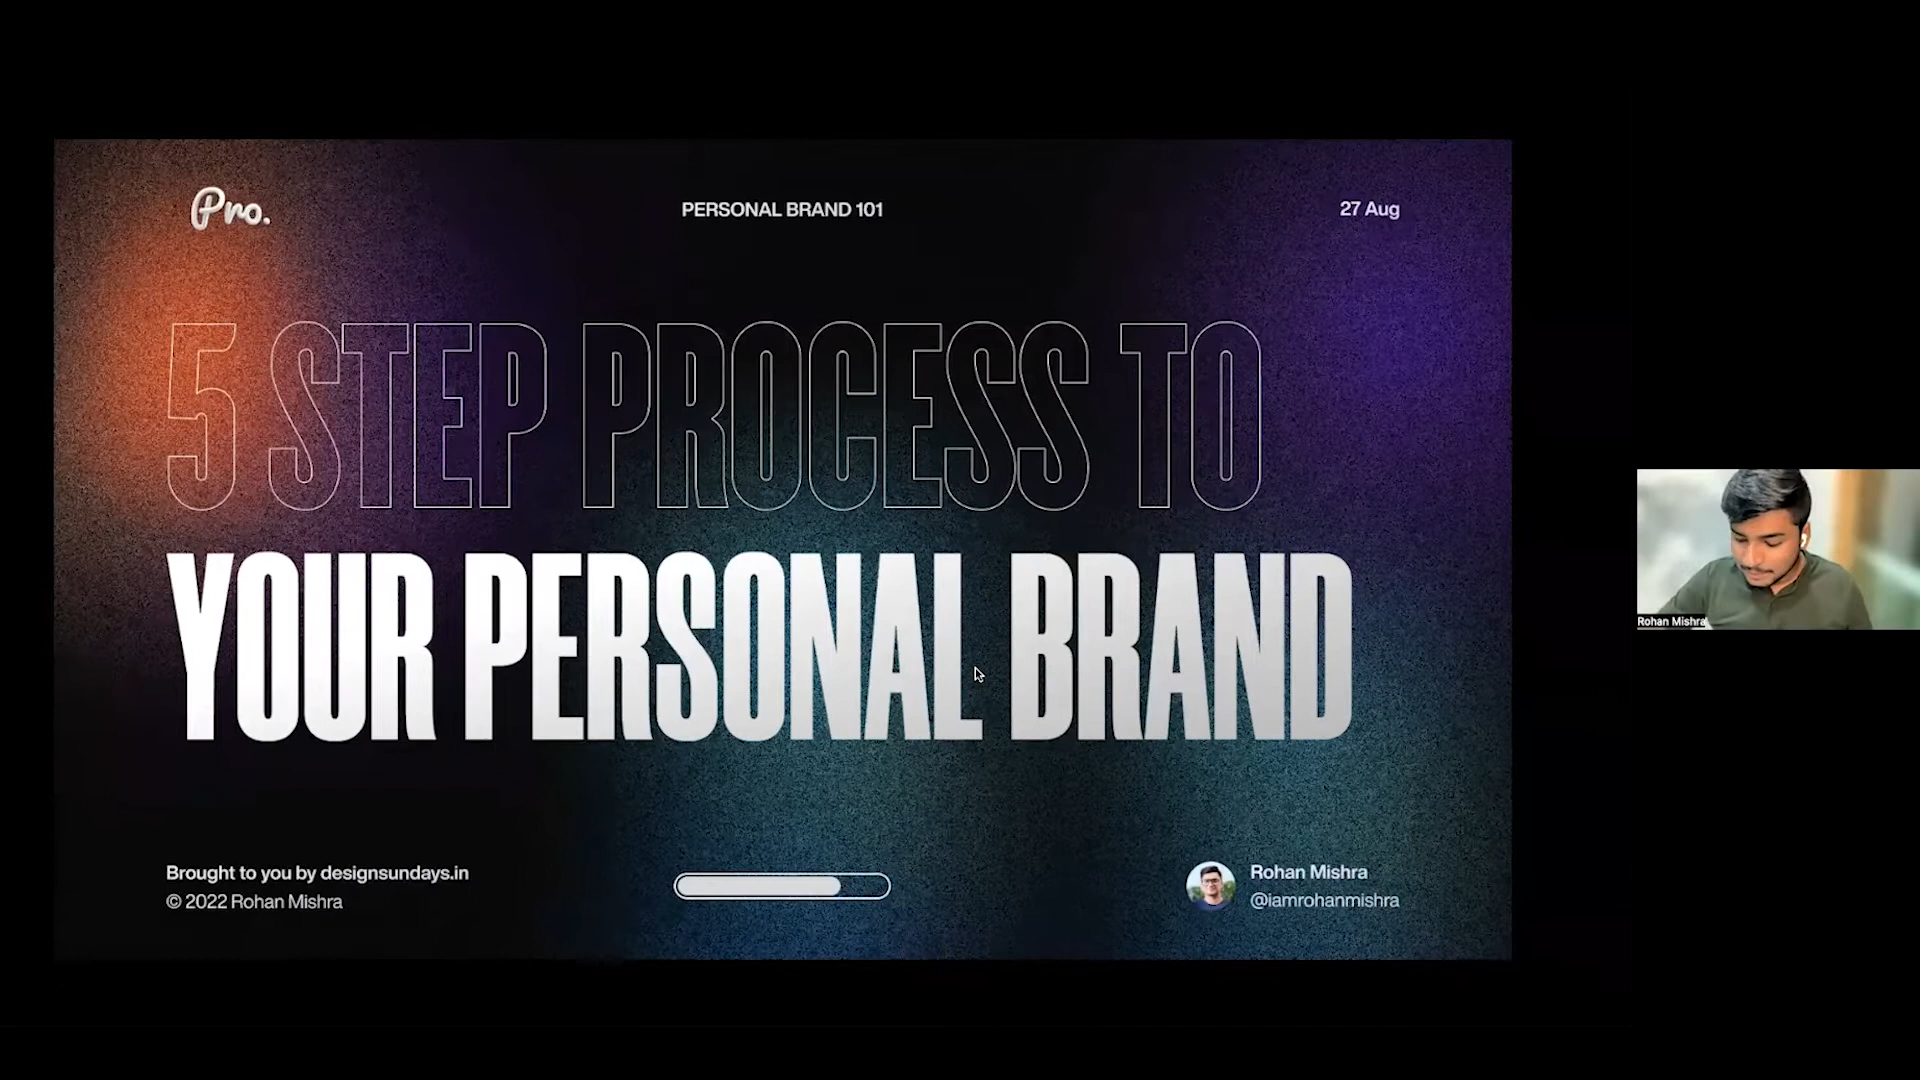 Pro.
PERSONAL BRAND 101
27 Aug
5 STEP PROCESS TO
YOUR PERSONAL BRAND
Brought to you by designsundays.in
© 2022 Rohan Mishra
Rohan Mishra
@iamrohanmishra
Rohan Mishra